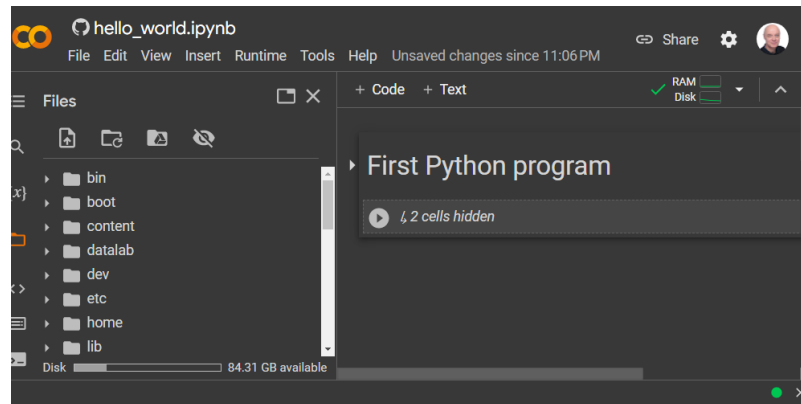 hello_world.ipynb
File Edit View Insert Runtime Tools Help Unsaved changes since 11:06 PM
Share
Files
+ Code + Text
RAM
Disk
{x}
bin
boot
content
datalab
dev
etc
home
lib
Disk 84.31 GB available
First Python program
2 cells hidden